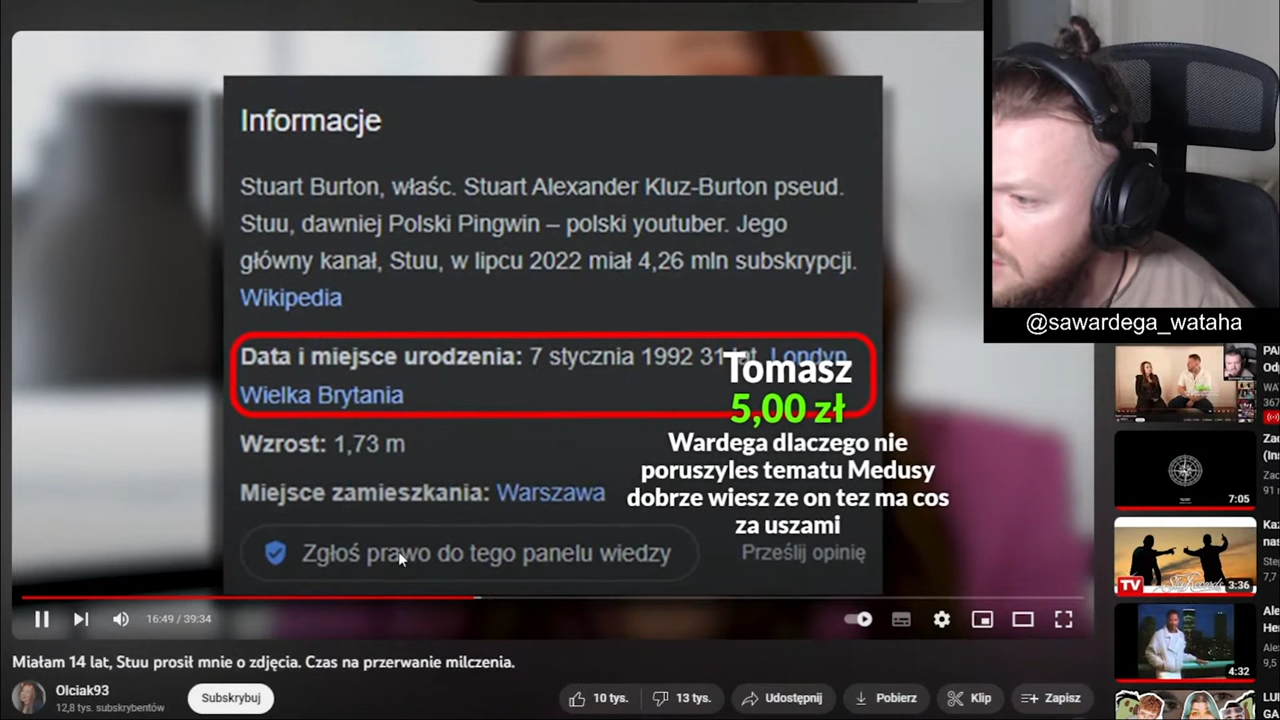 Informacje
Stuart Burton, właśc. Stuart Alexander Kluz-Burton pseud.
Stuu, dawniej Polski Pingwin – polski youtuber. Jego
główny kanał, Stuu, w lipcu 2022 miał 4,26 mln subskrypcji.
Wikipedia
Data i miejsce urodzenia: 7 stycznia 1992 31 lat, Londyn,
Wielka Brytania
Wzrost: 1,73 m
Miejsce zamieszkania: Warszawa
Zgłoś prawo do tego panelu wiedzy
Prześlij opinię
Tomasz
5,00 zł
Wardega dlaczego nie
poruszyles tematu Medusy
dobrze wiesz ze on tez ma cos
za uszami
@sawardega_wataha
16:49 / 39:34
Miałam 14 lat, Stuu prosił mnie o zdjęcia. Czas na przerwanie milczenia.
Olciak93
12,8 tys. subskrybentów
Subskrybuj
10 tys.
13 tys.
Udostępnij
Pobierz
Klip
Zapisz
7:05
TV
3:36
4:32